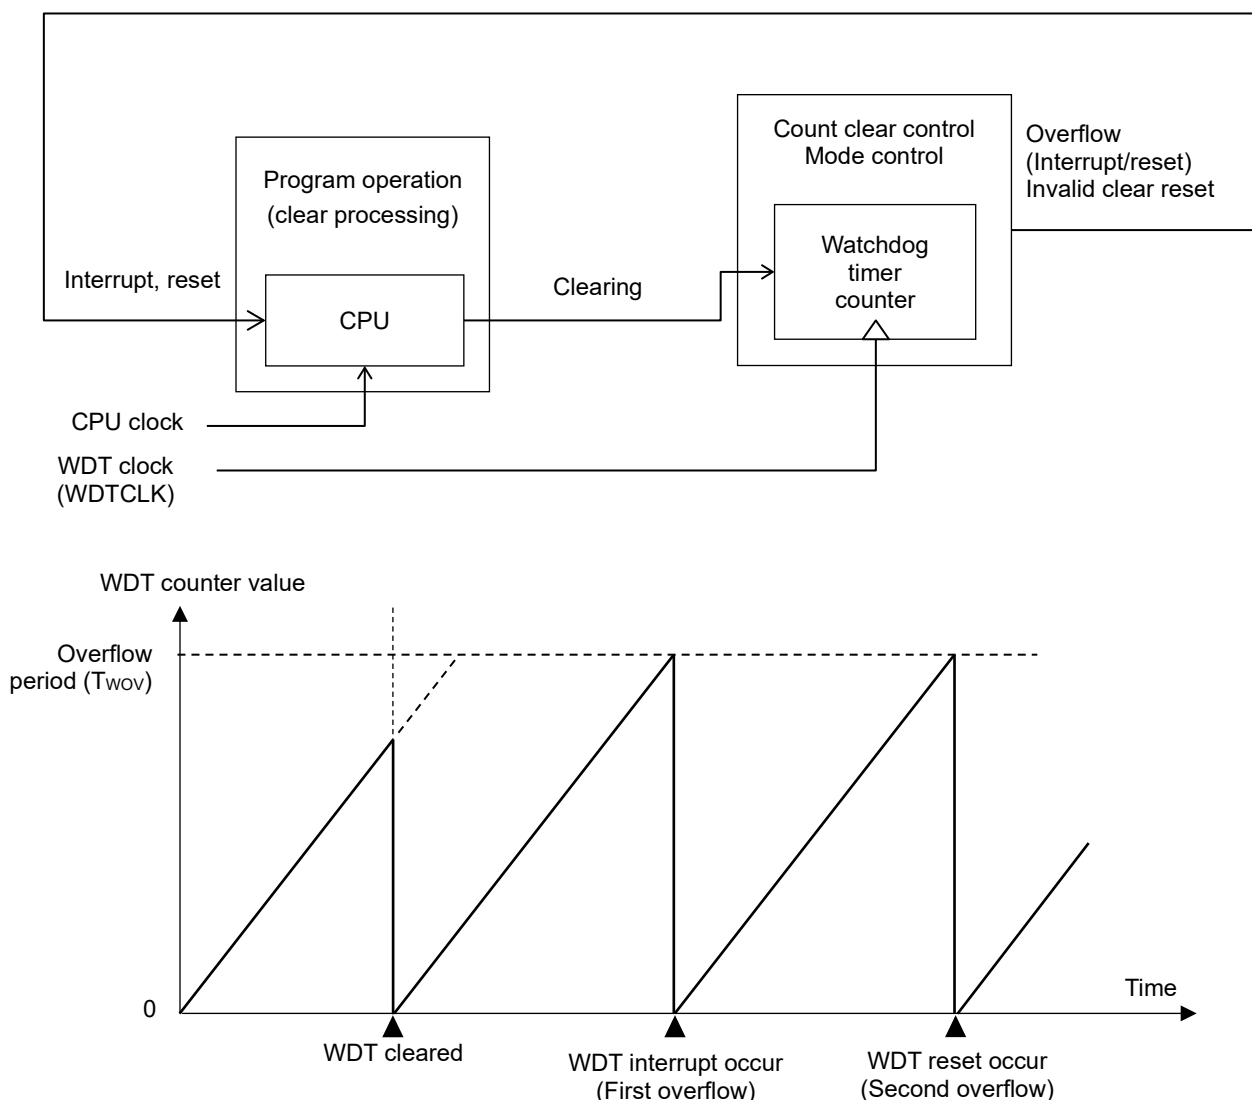 Count clear control
Mode control
Overflow
(Interrupt/reset)
Invalid clear reset
Program operation
(clear processing)
Watchdog
timer
counter
Interrupt, reset
Clearing
CPU
CPU clock
WDT clock
(WDTCLK)
WDT counter value
Overflow
period (TWOV)
0
Time
WDT cleared
WDT interrupt occur
(First overflow)
WDT reset occur
(Second overflow)